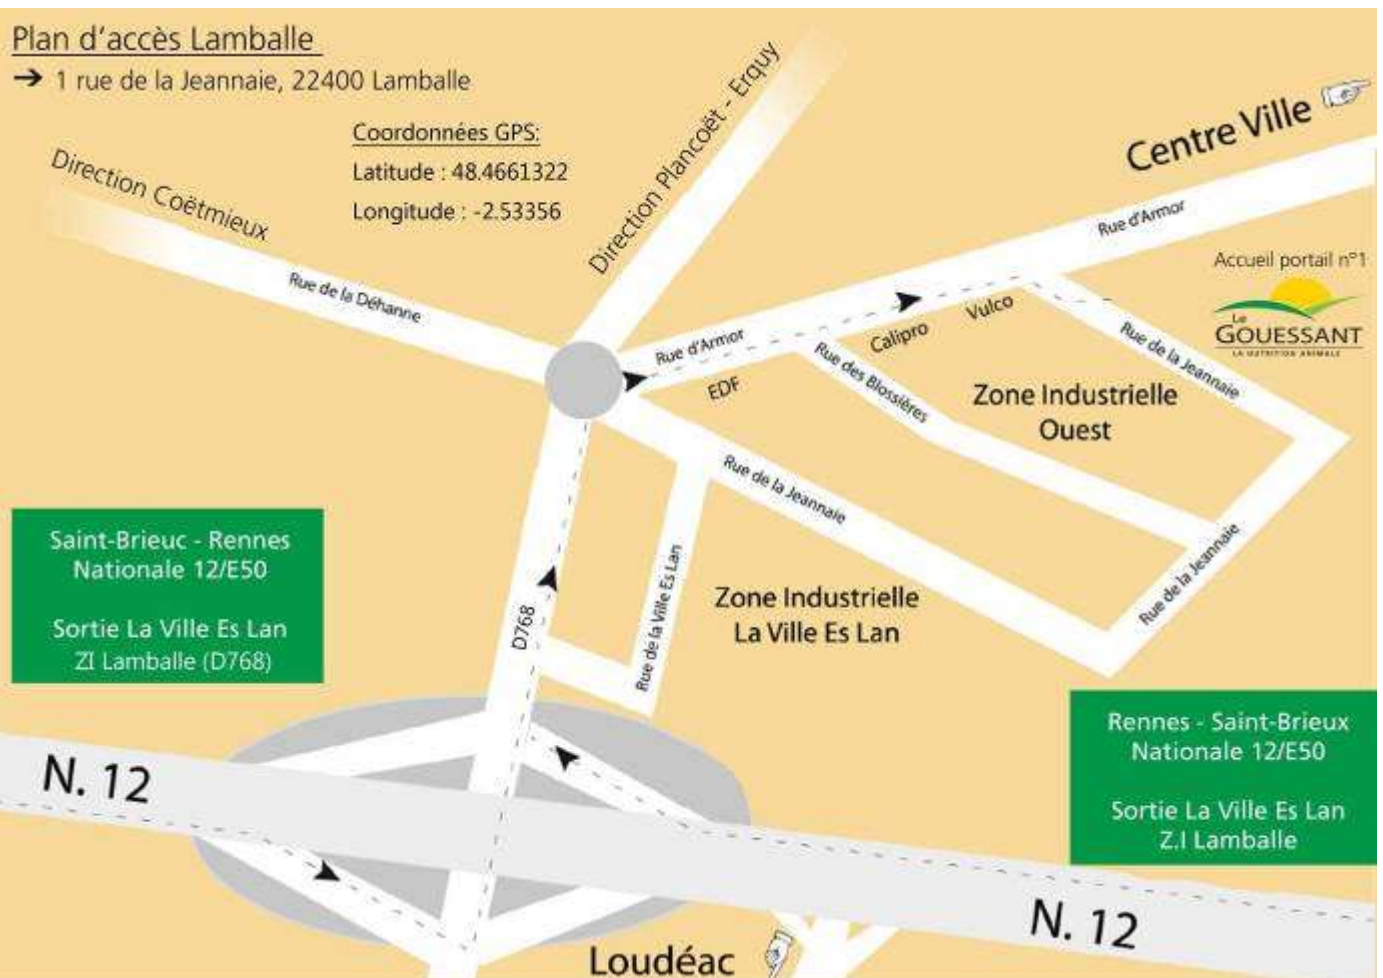 Plan d'accès Lamballe
➔ 1 rue de la Jeannaie, 22400 Lamballe
Coordonnées GPS:
Latitude : 48.4661322
Longitude : -2.53356
Direction Coëtmieux
Direction Plancoët - Erquy
Centre Ville
Rue d'Armor
Rue de la Déhanne
Accueil portail n°1
Le
GOUESSANT
LA NUTRITION ANIMALE
Vulco
Calipro
Rue d'Armor
EDF
Rue des Blossières
Rue de la Jeannaie
Zone Industrielle
Ouest
Rue de la Jeannaie
Rue de la Jeannaie
Saint-Brieuc - Rennes
Nationale 12/E50
Sortie La Ville Es Lan
ZI Lamballe (D768)
D768
Rue de la Ville Es Lan
Zone Industrielle
La Ville Es Lan
Rennes - Saint-Brieux
Nationale 12/E50
Sortie La Ville Es Lan
Z.I Lamballe
N. 12
N. 12
Loudéac